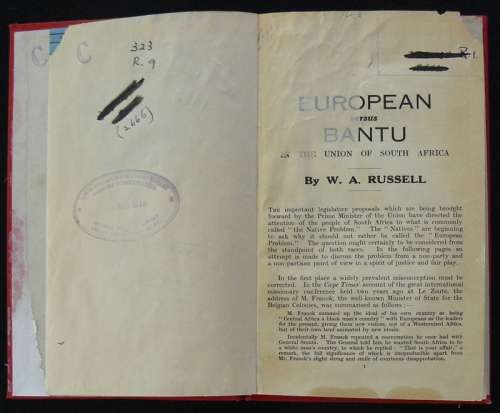 C
C
323
R. 9
(2666)
R.1.
EUROPEAN
versus
BANTU
IN THE UNION OF SOUTH AFRICA
By W. A. RUSSELL
THE important legislative proposals which are being brought
forward by the Prime Minister of the Union have directed the
attention of the people of South Africa to what is commonly
called "the Native Problem." The "Natives" are beginning
to ask why it should not rather be called the "European
Problem." The question ought certainly to be considered from
the standpoint of both races. In the following pages an
attempt is made to discuss the problem from a non-party and
a non-partisan point of view in a spirit of justice and fair play.
In the first place a widely prevalent misconception must be
corrected. In the Cape Times' account of the great international
missionary conference held two years ago at Le Zoute, the
address of M. Franck, the well-known Minister of State for the
Belgian Colonies, was summarised as follows :—
M. Franck summed up the ideal of his own country as being
"Central Africa a black man's country" with Europeans as the leaders
for the present, giving them new visions, not of a Westernized Africa,
but of their own land animated by new ideals.
Incidentally M. Franck repeated a conversation he once had with
General Smuts. The General told him he wanted South Africa to be
a white man's country, to which he replied: "That is your affair," a
remark, the full significance of which is irreproducible apart from
M. Franck's slight shrug and smile of courteous disapprobation.
1